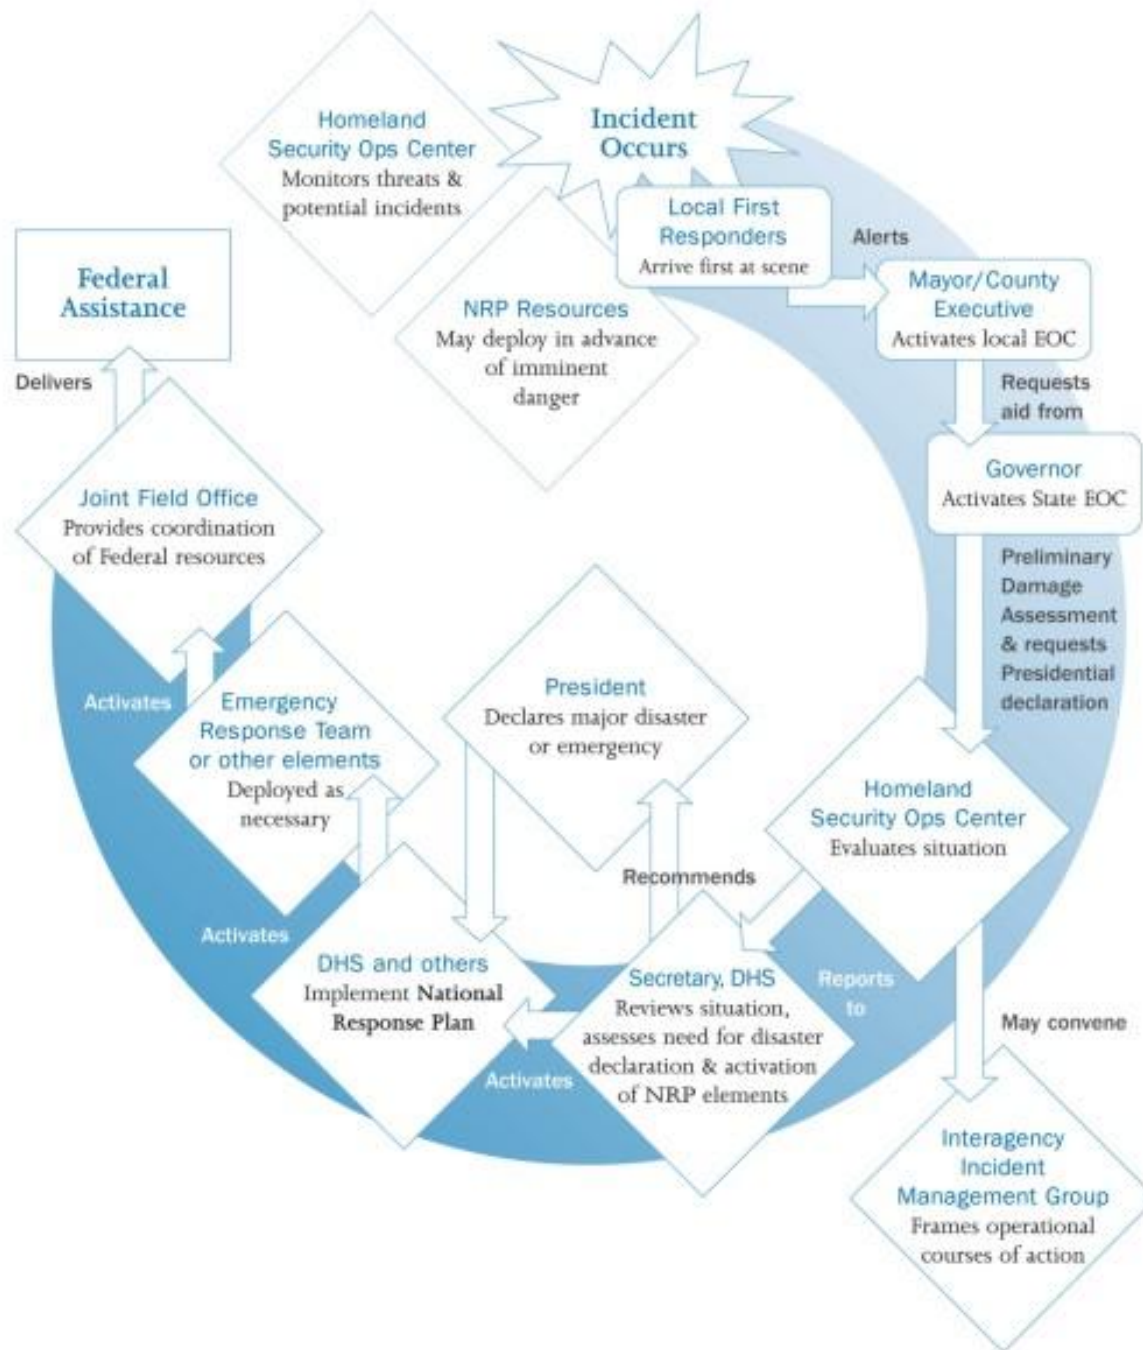 Homeland
Security Ops Center
Monitors threats &
potential incidents
Incident
Occurs
Local First
Responders
Arrive first at scene
Alerts
Mayor/County
Executive
Activates local EOC
Federal
Assistance
NRP Resources
May deploy in advance
of imminent
danger
Delivers
Requests
aid from
Governor
Activates State EOC
Joint Field Office
Provides coordination
of Federal resources
Preliminary
Damage
Assessment
& requests
Presidential
declaration
Activates
Emergency
Response Team
or other elements
Deployed as
necessary
President
Declares major disaster
or emergency
Homeland
Security Ops Center
Evaluates situation
Recommends
Activates
DHS and others
Implement National
Response Plan
Secretary, DHS
Reviews situation,
assesses need for disaster
declaration & activation
of NRP elements
Reports
to
Activates
May convene
Interagency
Incident
Management Group
Frames operational
courses of action